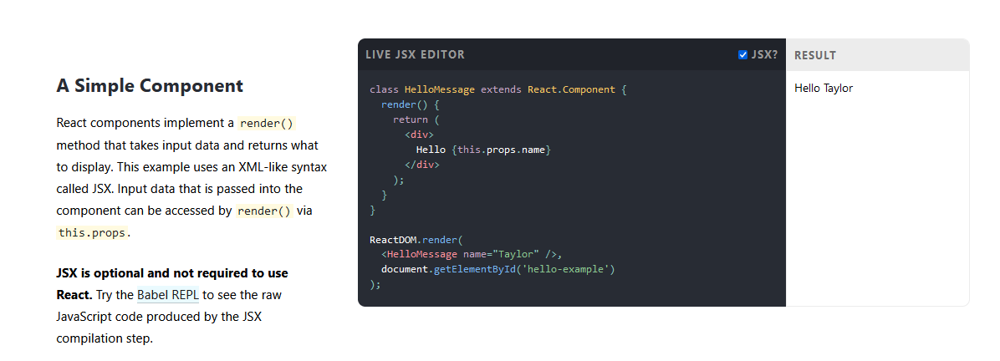 A Simple Component
React components implement a render()
method that takes input data and returns what
to display. This example uses an XML-like syntax
called JSX. Input data that is passed into the
component can be accessed by render() via
this.props.
JSX is optional and not required to use
React. Try the Babel REPL to see the raw
JavaScript code produced by the JSX
compilation step.
LIVE JSX EDITOR
JSX?
class HelloMessage extends React.Component {
  render() {
    return (
      <div>
        Hello {this.props.name}
      </div>
    );
  }
}

ReactDOM.render(
  <HelloMessage name="Taylor" />,
  document.getElementById('hello-example')
);
RESULT
Hello Taylor